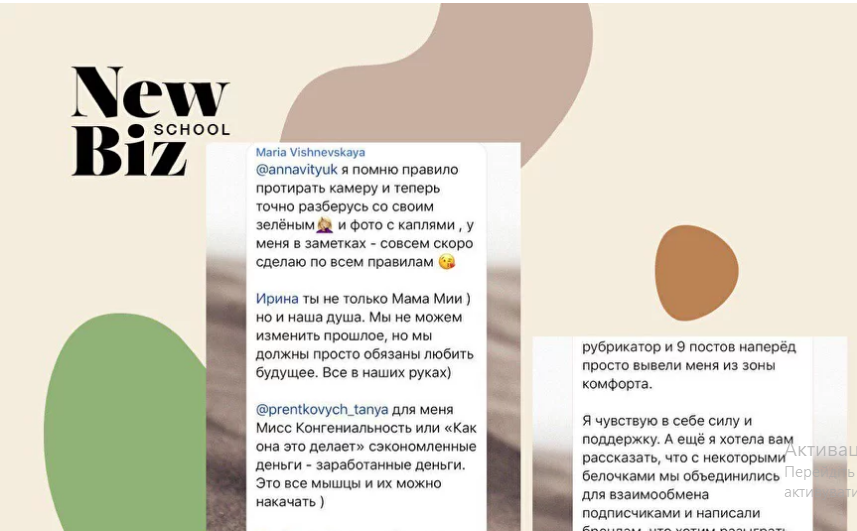 New
Biz SCHOOL
Maria Vishnevskaya
@annavityuk я помню правило
протирать камеру и теперь
точно разберусь со своим
зелёным🤦🏼‍♀️ и фото с каплями , у
меня в заметках - совсем скоро
сделаю по всем правилам 😘
Ирина ты не только Мама Мии )
но и наша душа. Мы не можем
изменить прошлое, но мы
должны просто обязаны любить
будущее. Все в наших руках)
@prentkovych_tanya для меня
Мисс Конгениальность или «Как
она это делает» сэкономленные
деньги - заработанные деньги.
Это все мышцы и их можно
накачать )
рубрикатор и 9 постов наперёд
просто вывели меня из зоны
комфорта.
Я чувствую в себе силу и
поддержку. А ещё я хотела вам
рассказать, что с некоторыми
белочками мы объединились
для взаимообмена
подписчиками и написали
брендам, что хотим разыграть
Актива